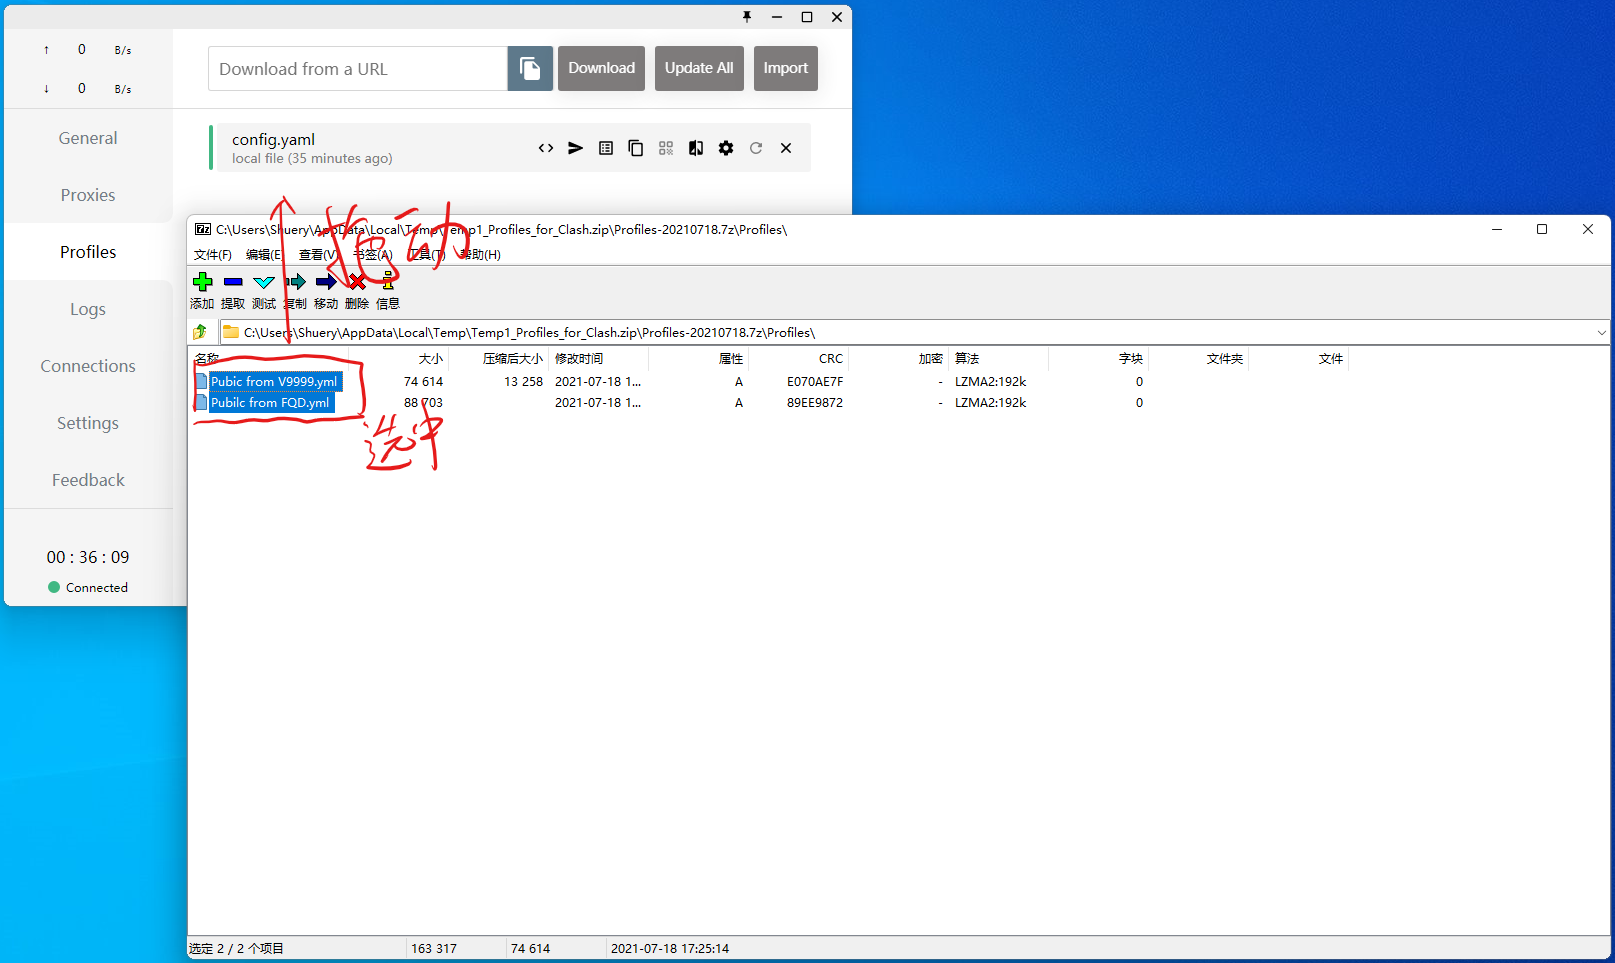 ↑ 0 B/s
↓ 0 B/s
General
Proxies
Profiles
Logs
Connections
Settings
Feedback
00 : 36 : 09
Connected
Download from a URL
Download
Update All
Import
config.yaml
local file (35 minutes ago)
拖动
C:\Users\Shuery\AppData\Local\Temp\Temp1_Profiles_for_Clash.zip\Profiles-20210718.7z\Profiles\
文件(F) 编辑(E) 查看(V) 书签(A) 工具(T) 帮助(H)
添加 提取 测试 复制 移动 删除 信息
C:\Users\Shuery\AppData\Local\Temp\Temp1_Profiles_for_Clash.zip\Profiles-20210718.7z\Profiles\
名称 大小 压缩后大小 修改时间 属性 CRC 加密 算法 字块 文件夹 文件
Pubic from V9999.yml 74 614 13 258 2021-07-18 1... A E070AE7F - LZMA2:192k 0
Pubilc from FQD.yml 88 703 2021-07-18 1... A 89EE9872 - LZMA2:192k 0
选中
选定 2 / 2 个项目 163 317 74 614 2021-07-18 17:25:14